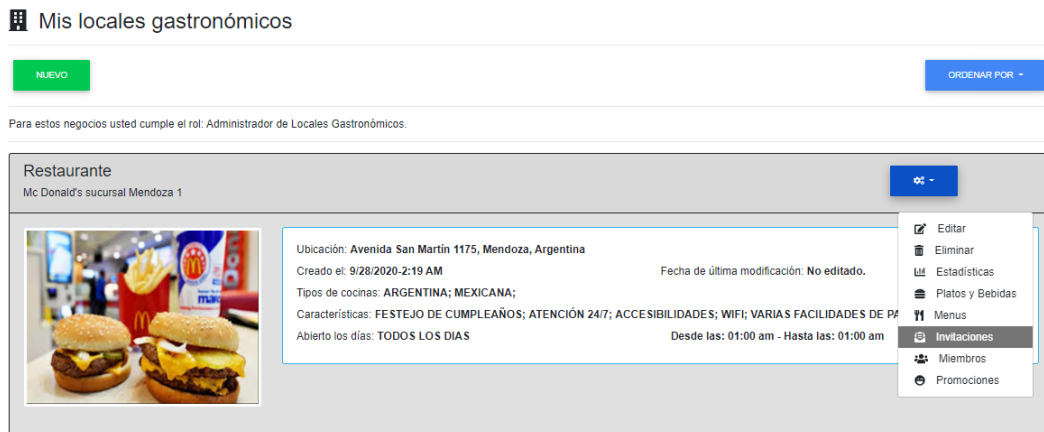 Mis locales gastronómicos
NUEVO
ORDENAR POR
Para estos negocios usted cumple el rol: Administrador de Locales Gastronómicos.
Restaurante
Mc Donald's sucursal Mendoza 1
Ubicación: Avenida San Martín 1175, Mendoza, Argentina
Creado el: 9/28/2020-2:19 AM
Fecha de última modificación: No editado.
Tipos de cocinas: ARGENTINA; MEXICANA;
Características: FESTEJO DE CUMPLEAÑOS; ATENCIÓN 24/7; ACCESIBILIDADES; WIFI; VARIAS FACILIDADES DE PA
Abierto los días: TODOS LOS DIAS
Desde las: 01:00 am - Hasta las: 01:00 am
Editar
Eliminar
Estadísticas
Platos y Bebidas
Menus
Invitaciones
Miembros
Promociones